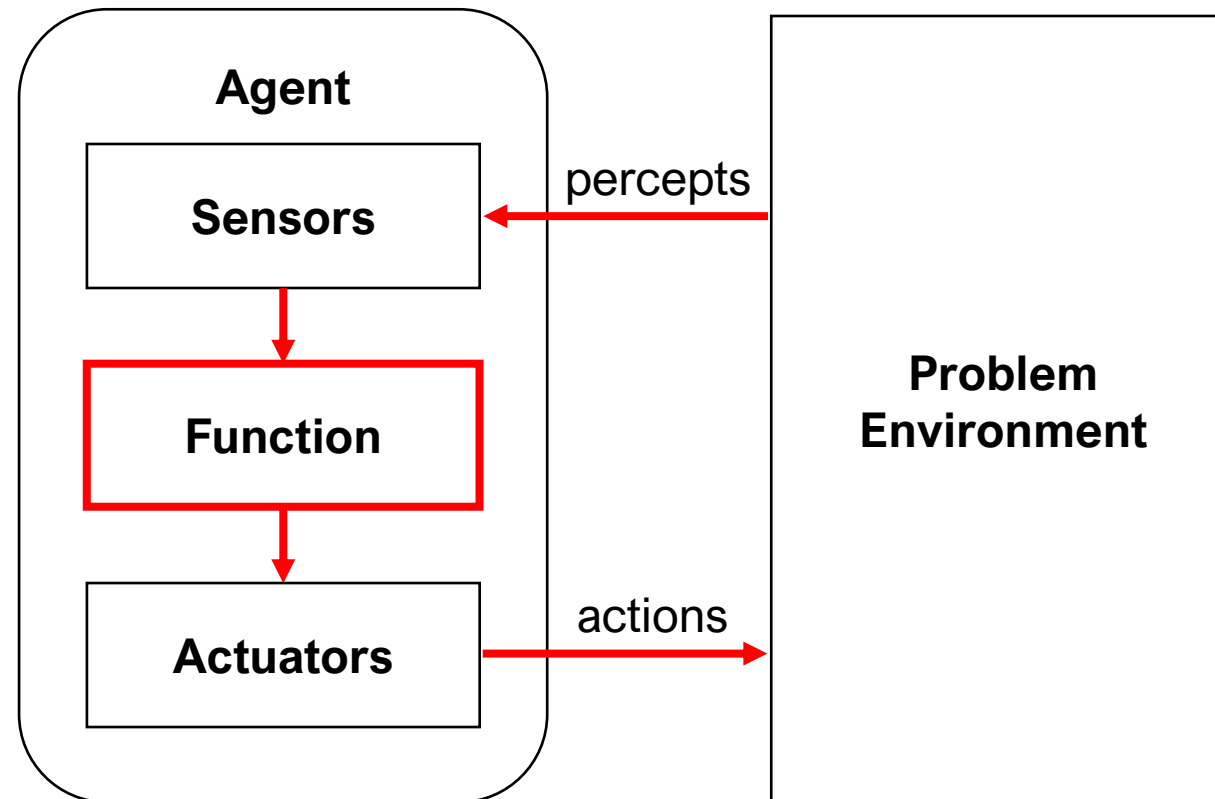 Agent
Sensors
percepts
Function
Problem
Environment
Actuators
actions